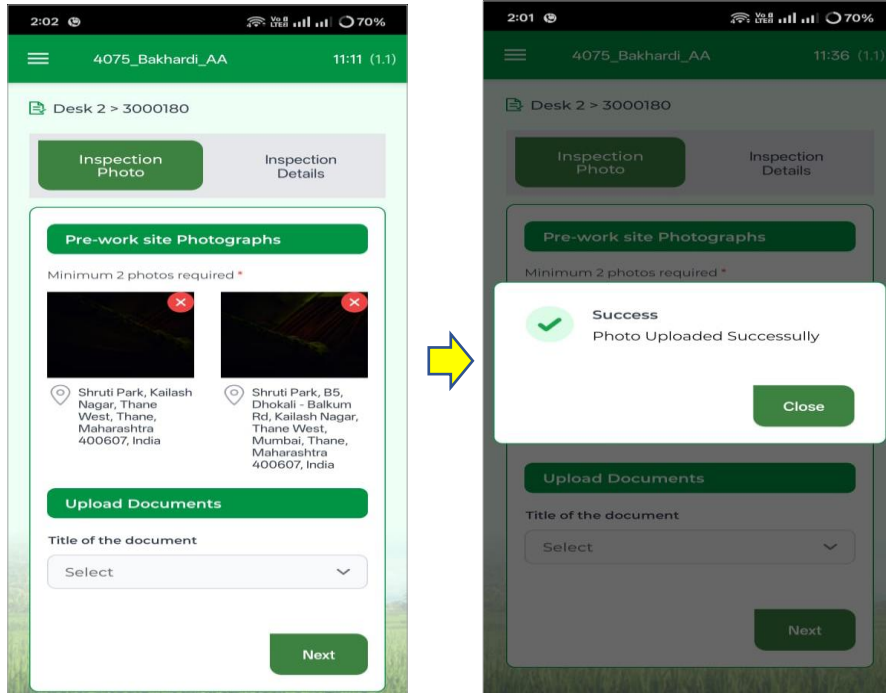 2:02
Vo LTE
70%
4075_Bakhardi_AA
11:11 (1.1)
Desk 2 > 3000180
Inspection
Photo
Inspection
Details
Pre-work site Photographs
Minimum 2 photos required *
Shruti Park, Kailash
Nagar, Thane
West, Thane,
Maharashtra
400607, India
Shruti Park, B5,
Dhokali - Balkum
Rd, Kailash Nagar,
Thane West,
Mumbai, Thane,
Maharashtra
400607, India
Upload Documents
Title of the document
Select
Next
2:01
Vo LTE
70%
4075_Bakhardi_AA
11:36 (1.1)
Desk 2 > 3000180
Inspection
Photo
Inspection
Details
Pre-work site Photographs
Minimum 2 photos required *
Success
Photo Uploaded Successully
Close
Upload Documents
Title of the document
Select
Next